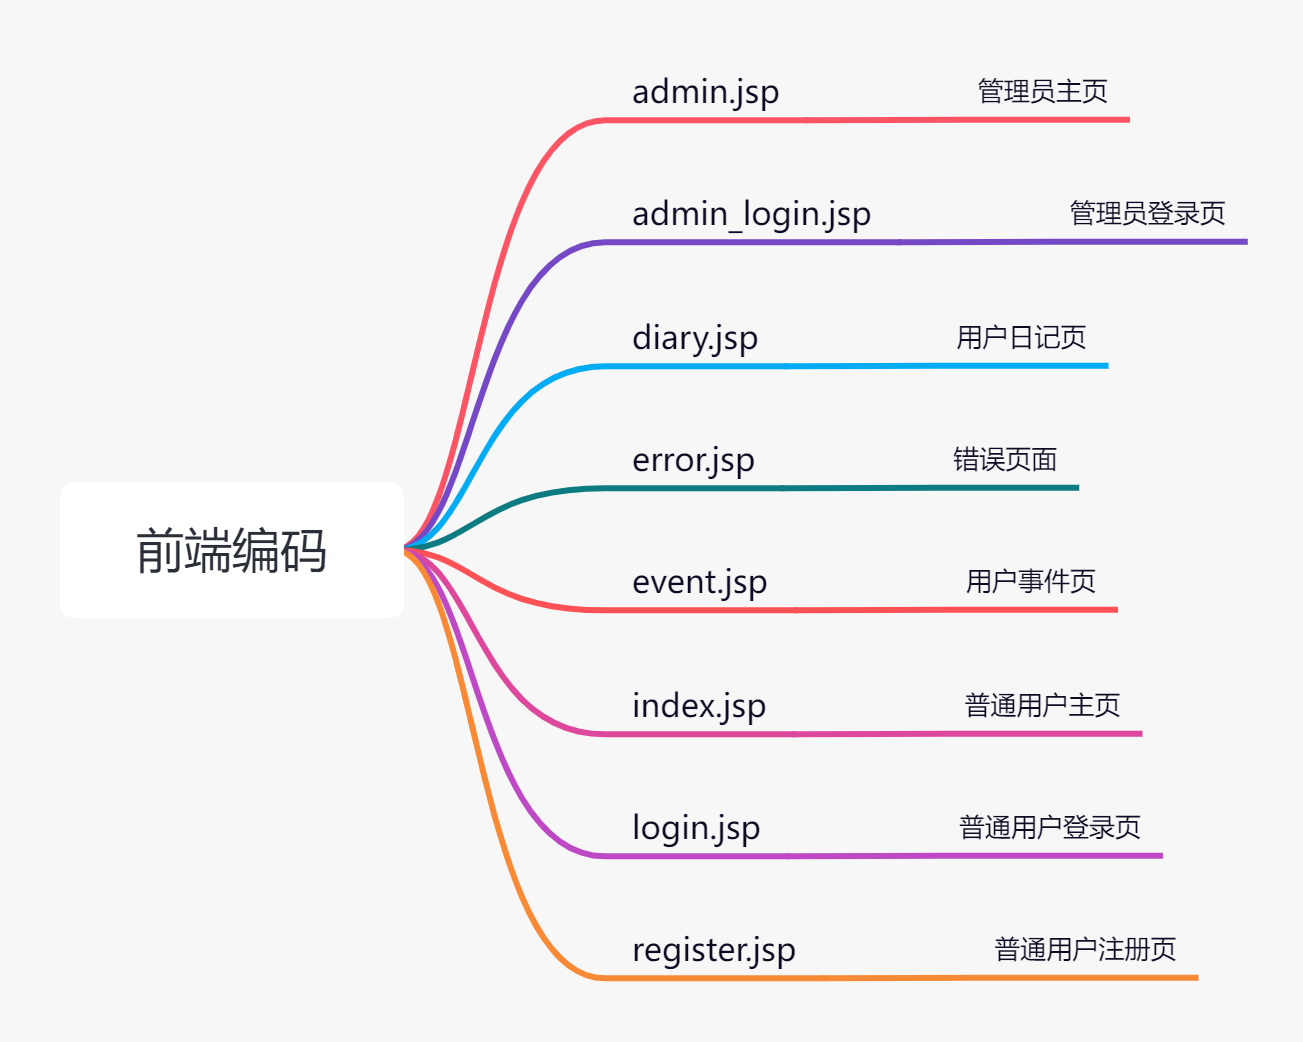 前端编码
admin.jsp 管理员主页
admin_login.jsp 管理员登录页
diary.jsp 用户日记页
error.jsp 错误页面
event.jsp 用户事件页
index.jsp 普通用户主页
login.jsp 普通用户登录页
register.jsp 普通用户注册页